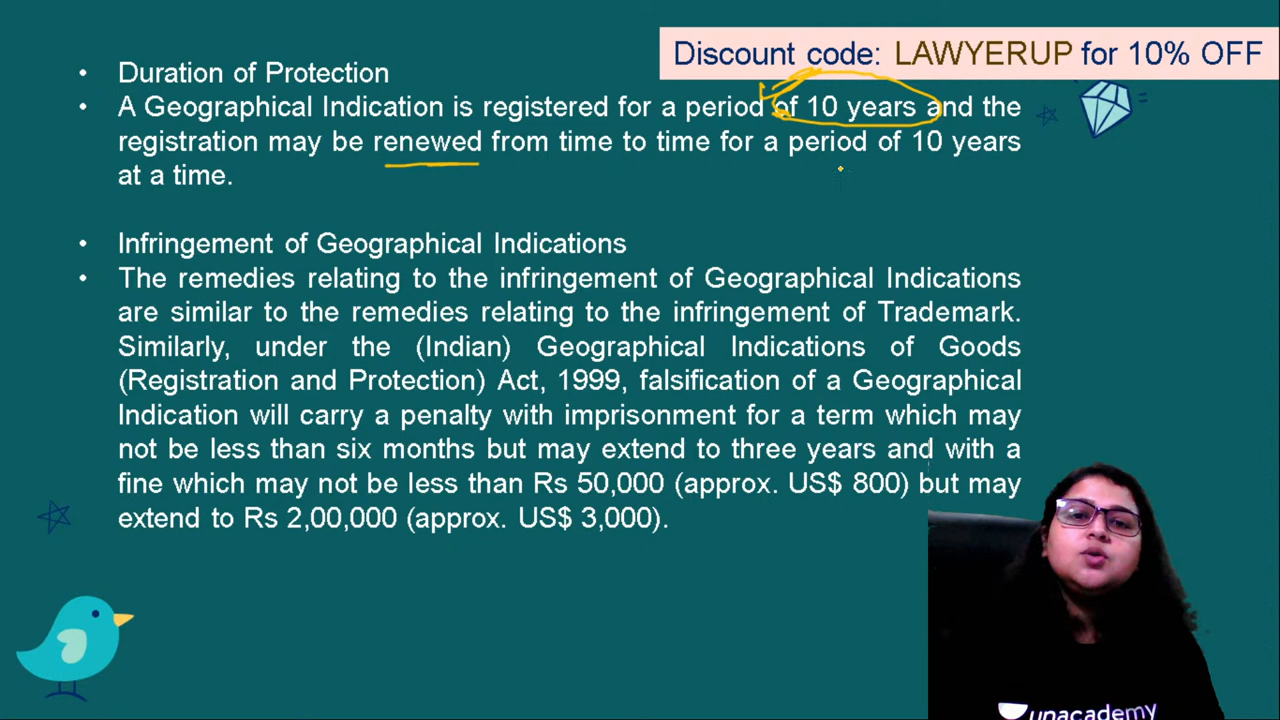 Discount code: LAWYERUP for 10% OFF
• Duration of Protection
• A Geographical Indication is registered for a period of 10 years and the
registration may be renewed from time to time for a period of 10 years
at a time.
• Infringement of Geographical Indications
• The remedies relating to the infringement of Geographical Indications
are similar to the remedies relating to the infringement of Trademark.
Similarly, under the (Indian) Geographical Indications of Goods
(Registration and Protection) Act, 1999, falsification of a Geographical
Indication will carry a penalty with imprisonment for a term which may
not be less than six months but may extend to three years and with a
fine which may not be less than Rs 50,000 (approx. US$ 800) but may
extend to Rs 2,00,000 (approx. US$ 3,000).
unacademy